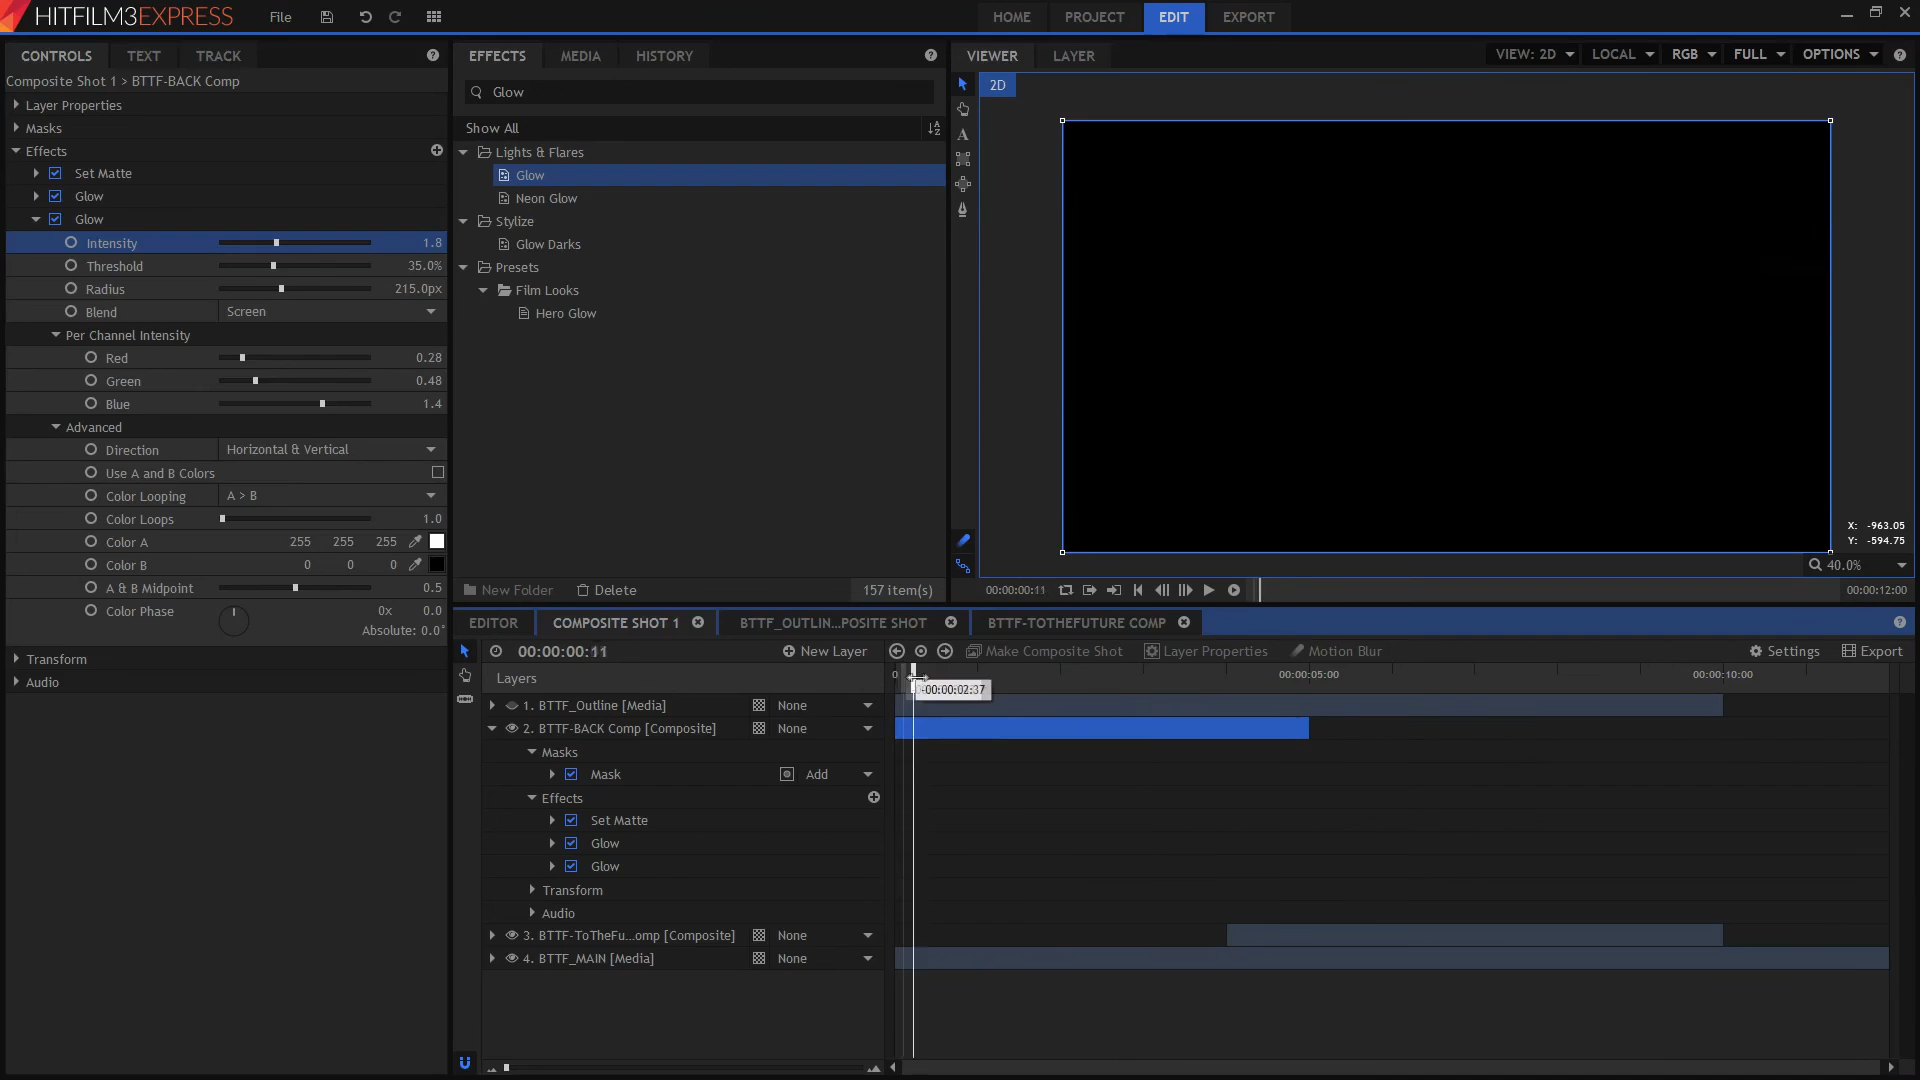 HITFILM3EXPRESS
File
HOME
PROJECT
EDIT
EXPORT
CONTROLS
TEXT
TRACK
Composite Shot 1 > BTTF-BACK Comp
Layer Properties
Masks
Effects
Set Matte
Glow
Glow
Intensity 1.8
Threshold 35.0%
Radius 215.0px
Blend Screen
Per Channel Intensity
Red 0.28
Green 0.48
Blue 1.4
Advanced
Direction Horizontal & Vertical
Use A and B Colors
Color Looping A > B
Color Loops 1.0
Color A 255 255 255
Color B 0 0 0
A & B Midpoint 0.5
Color Phase 0x 0.0
Absolute: 0.0°
Transform
Audio
EFFECTS
MEDIA
HISTORY
Glow
Show All
Lights & Flares
Glow
Neon Glow
Stylize
Glow Darks
Presets
Film Looks
Hero Glow
New Folder
Delete
157 item(s)
VIEWER
LAYER
VIEW: 2D
LOCAL
RGB
FULL
OPTIONS
2D
A
X: -963.05
Y: -594.75
40.0%
00:00:00:11
00:00:12:00
EDITOR
COMPOSITE SHOT 1
BTTF_OUTLIN...POSITE SHOT
BTTF-TOTHEFUTURE COMP
00:00:00:11
New Layer
Make Composite Shot
Layer Properties
Motion Blur
Settings
Export
Layers
0
00:00:05:00
00:00:10:00
-00:00:02:37
1. BTTF_Outline [Media] None
2. BTTF-BACK Comp [Composite] None
Masks
Mask Add
Effects
Set Matte
Glow
Glow
Transform
Audio
3. BTTF-ToTheFu...omp [Composite] None
4. BTTF_MAIN [Media] None